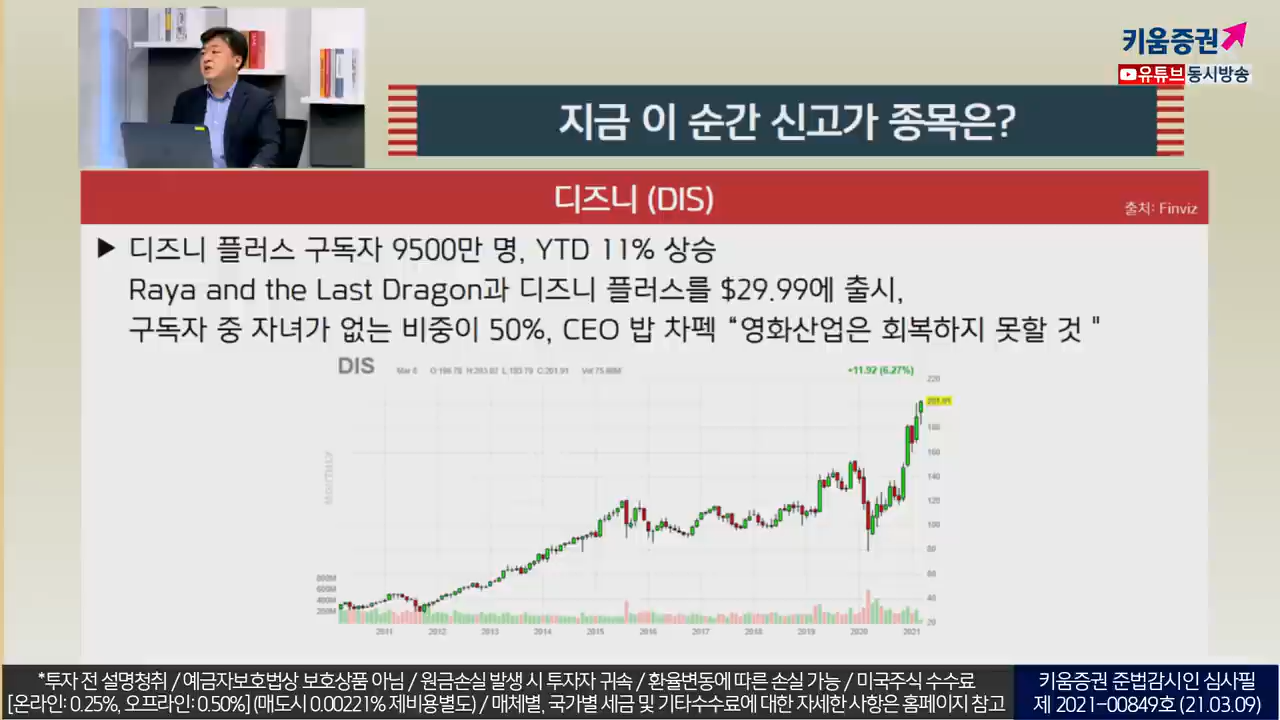 키움증권
유튜브 동시방송
지금 이 순간 신고가 종목은?
디즈니 (DIS)
출처: Finviz
▶ 디즈니 플러스 구독자 9500만 명, YTD 11% 상승
Raya and the Last Dragon과 디즈니 플러스를 $29.99에 출시,
구독자 중 자녀가 없는 비중이 50%, CEO 밥 차펙 “영화산업은 회복하지 못할 것 "
DIS
+11.92 (6.27%)
220
201.91
180
160
140
120
100
80
60
40
20
MONTHLY
800M
600M
400M
200M
2011 2012 2013 2014 2015 2016 2017 2018 2019 2020 2021
*투자 전 설명청취 / 예금자보호법상 보호상품 아님 / 원금손실 발생 시 투자자 귀속 / 환율변동에 따른 손실 가능 / 미국주식 수수료
[온라인: 0.25%, 오프라인: 0.50%] (매도시 0.00221% 제비용별도) / 매체별, 국가별 세금 및 기타수수료에 대한 자세한 사항은 홈페이지 참고
키움증권 준법감시인 심사필
제 2021-00849호 (21.03.09)